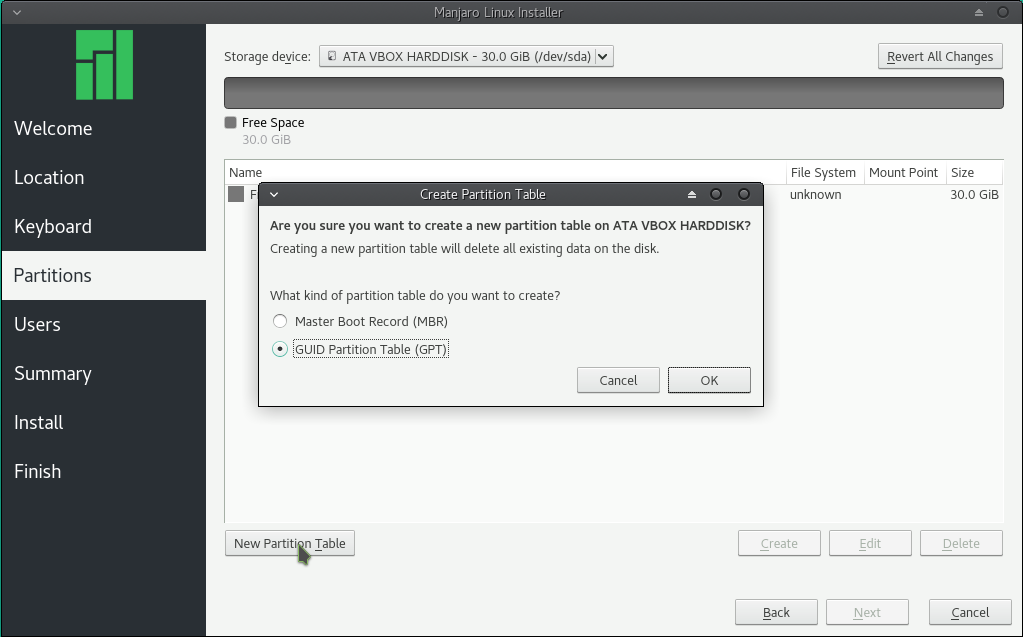 Manjaro Linux Installer
Storage device: ATA VBOX HARDDISK - 30.0 GiB (/dev/sda) Revert All Changes
Free Space
30.0 GiB
Welcome
Location
Keyboard
Partitions
Users
Summary
Install
Finish
Name File System Mount Point Size
unknown 30.0 GiB
Create Partition Table
Are you sure you want to create a new partition table on ATA VBOX HARDDISK?
Creating a new partition table will delete all existing data on the disk.
What kind of partition table do you want to create?
Master Boot Record (MBR)
GUID Partition Table (GPT)
Cancel OK
New Partition Table Create Edit Delete
Back Next Cancel